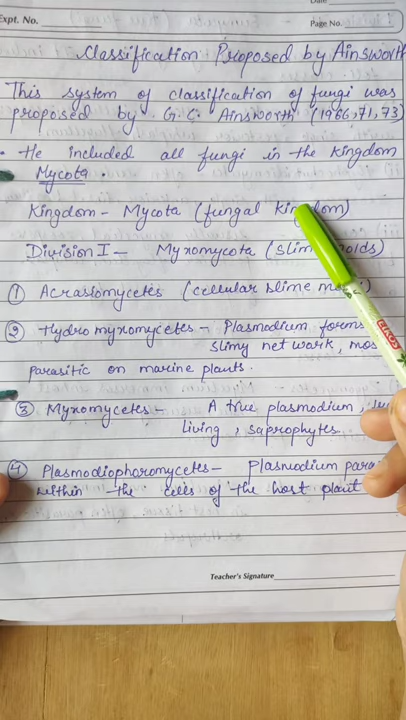 Date
Expt. No.
Page No.
Classification Proposed by Ainsworth
This system of classification of fungi was
proposed by G. C. Ainsworth (1966,71,73)
• He included all fungi in the Kingdom
Mycota.
Kingdom - Mycota (fungal Kingdom)
Division I - Myxomycota (Slim molds)
① Acrasiomycetes (cellular slime
② Hydromyxomycetes - Plasmodium forms
slimy net work,
parasitic on marine plants.
③ Myxomycetes - A true plasmodium,
living, saprophytes.
④ Plasmodiophoromycetes - Plasmodium
within the cells of the host plant
Teacher's Signature